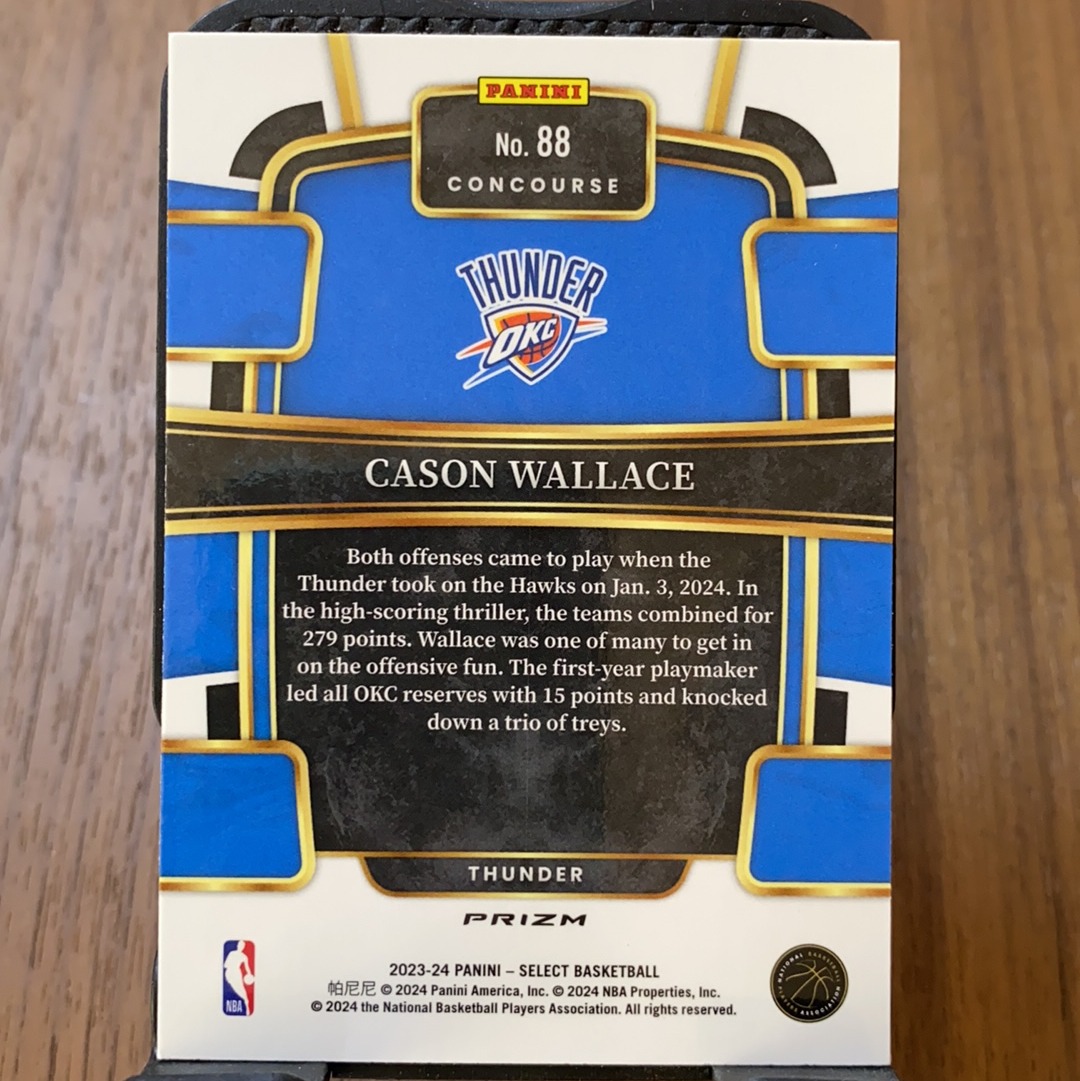 PANINI
No. 88
CONCOURSE
THUNDER
OKC
CASON WALLACE
Both offenses came to play when the
Thunder took on the Hawks on Jan. 3, 2024. In
the high-scoring thriller, the teams combined for
279 points. Wallace was one of many to get in
on the offensive fun. The first-year playmaker
led all OKC reserves with 15 points and knocked
down a trio of treys.
THUNDER
PRIZM
NBA
NATIONAL BASKETBALL
PLAYERS ASSOCIATION
2023-24 PANINI – SELECT BASKETBALL
帕尼尼 © 2024 Panini America, Inc. © 2024 NBA Properties, Inc.
© 2024 the National Basketball Players Association. All rights reserved.